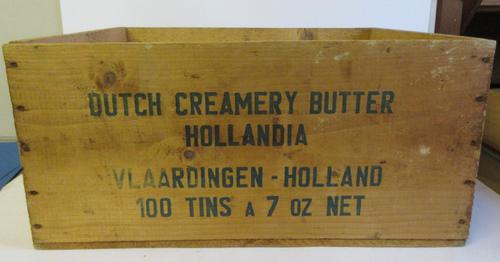 DUTCH CREAMERY BUTTER
HOLLANDIA
VLAARDINGEN - HOLLAND
100 TINS A 7 OZ NET